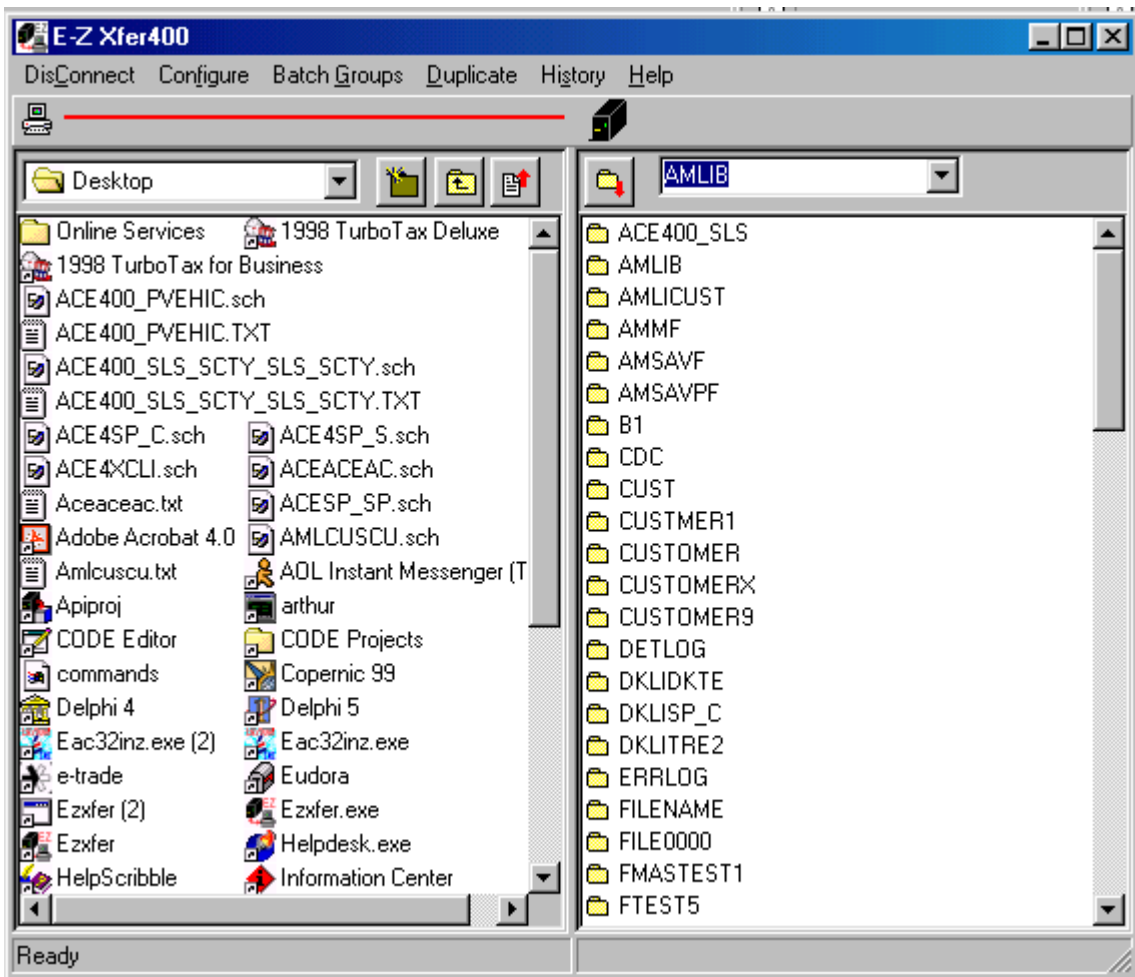 E-Z Xfer400
DisConnect Configure Batch Groups Duplicate History Help
Desktop
Online Services 1998 TurboTax Deluxe
1998 TurboTax for Business
ACE400_PVEHIC.sch
ACE400_PVEHIC.TXT
ACE400_SLS_SCTY_SLS_SCTY.sch
ACE400_SLS_SCTY_SLS_SCTY.TXT
ACE4SP_C.sch ACE4SP_S.sch
ACE4XCLI.sch ACEACEAC.sch
Aceaceac.txt ACESP_SP.sch
Adobe Acrobat 4.0 AMLCUSCU.sch
Amlcuscu.txt AOL Instant Messenger (T
Apiproj arthur
CODE Editor CODE Projects
commands Copernic 99
Delphi 4 Delphi 5
Eac32inz.exe (2) Eac32inz.exe
e-trade Eudora
Ezxfer (2) Ezxfer.exe
Ezxfer Helpdesk.exe
HelpScribble Information Center
AMLIB
ACE400_SLS
AMLIB
AMLICUST
AMMF
AMSAVF
AMSAVPF
B1
CDC
CUST
CUSTMER1
CUSTOMER
CUSTOMERX
CUSTOMER9
DETLOG
DKLIDKTE
DKLISP_C
DKLITRE2
ERRLOG
FILENAME
FILE0000
FMASTEST1
FTEST5
Ready